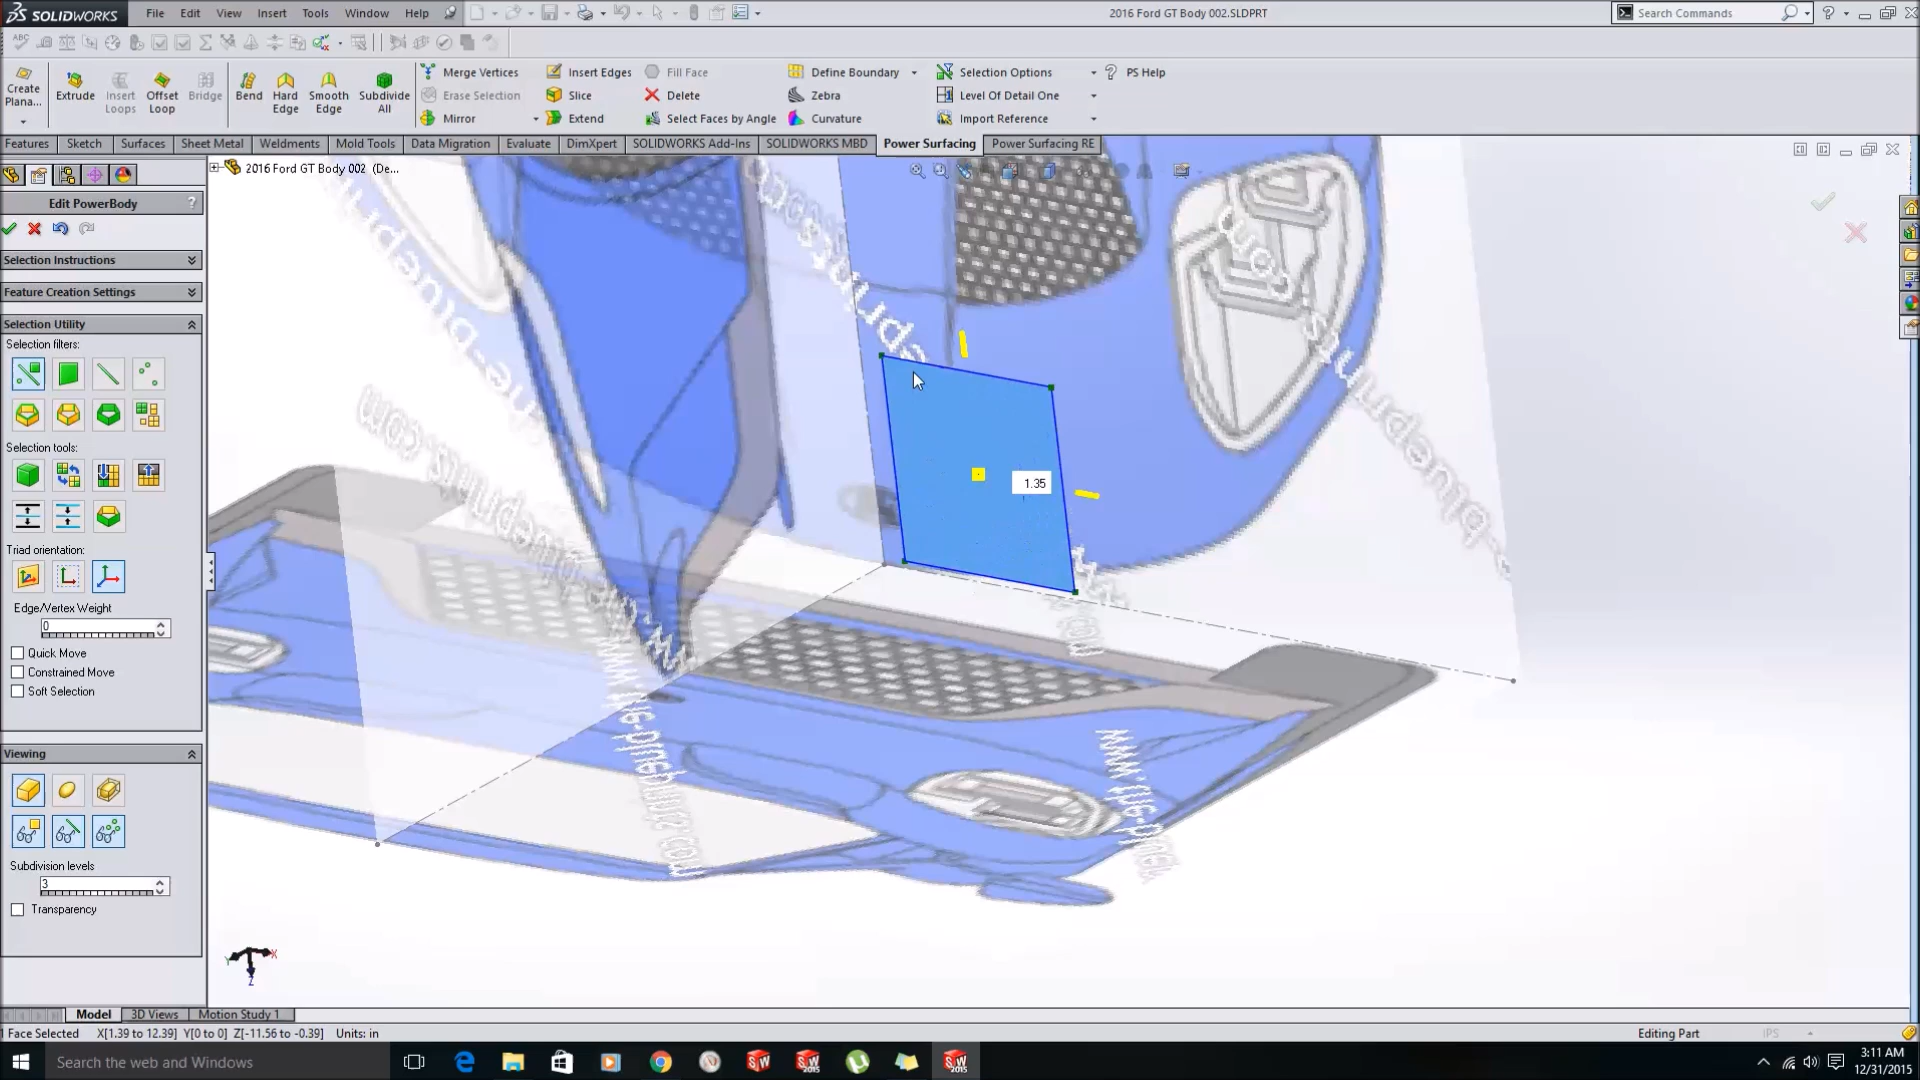 SOLIDWORKS File Edit View Insert Tools Window Help 2016 Ford GT Body 002.SLDPRT Search Commands
Create Plana... Extrude Insert Loops Offset Loop Bridge Bend Hard Edge Smooth Edge Subdivide All
Merge Vertices Insert Edges Fill Face Define Boundary Selection Options PS Help
Erase Selection Slice Delete Zebra Level Of Detail One
Mirror Extend Select Faces by Angle Curvature Import Reference
Features Sketch Surfaces Sheet Metal Weldments Mold Tools Data Migration Evaluate DimXpert SOLIDWORKS Add-Ins SOLIDWORKS MBD Power Surfacing Power Surfacing RE
2016 Ford GT Body 002 (De...
Edit PowerBody ?
Selection Instructions
Feature Creation Settings
Selection Utility
Selection filters:
Selection tools:
Triad orientation:
Edge/Vertex Weight
0
Quick Move
Constrained Move
Soft Selection
Viewing
Subdivision levels
3
Transparency
1.35
X
Z
Model 3D Views Motion Study 1
1 Face Selected X[1.39 to 12.39] Y[0 to 0] Z[-11.56 to -0.39] Units: in Editing Part IPS
Search the web and Windows
3:11 AM
12/31/2015